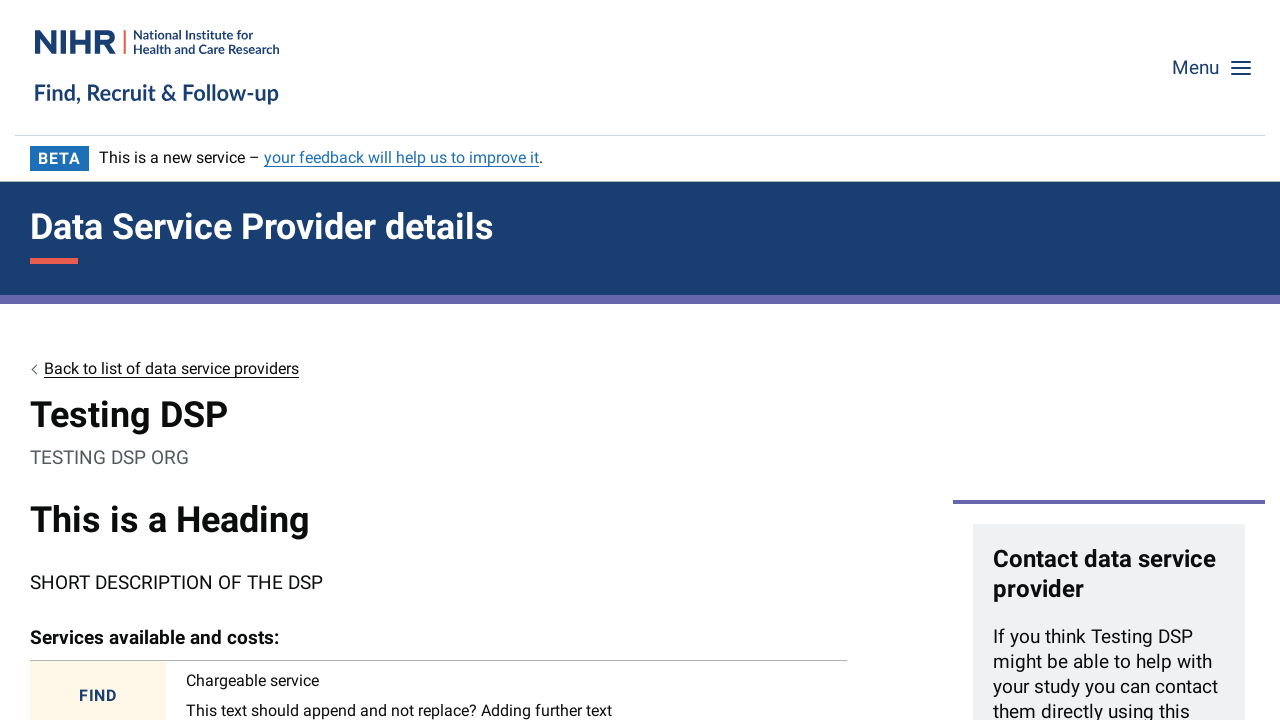 NIHR | National Institute for
Health and Care Research
Find, Recruit & Follow-up
Menu
BETA This is a new service – your feedback will help us to improve it.
Data Service Provider details
Back to list of data service providers
Testing DSP
TESTING DSP ORG
This is a Heading
SHORT DESCRIPTION OF THE DSP
Services available and costs:
FIND
Chargeable service
This text should append and not replace? Adding further text
Contact data service
provider
If you think Testing DSP
might be able to help with
your study you can contact
them directly using this